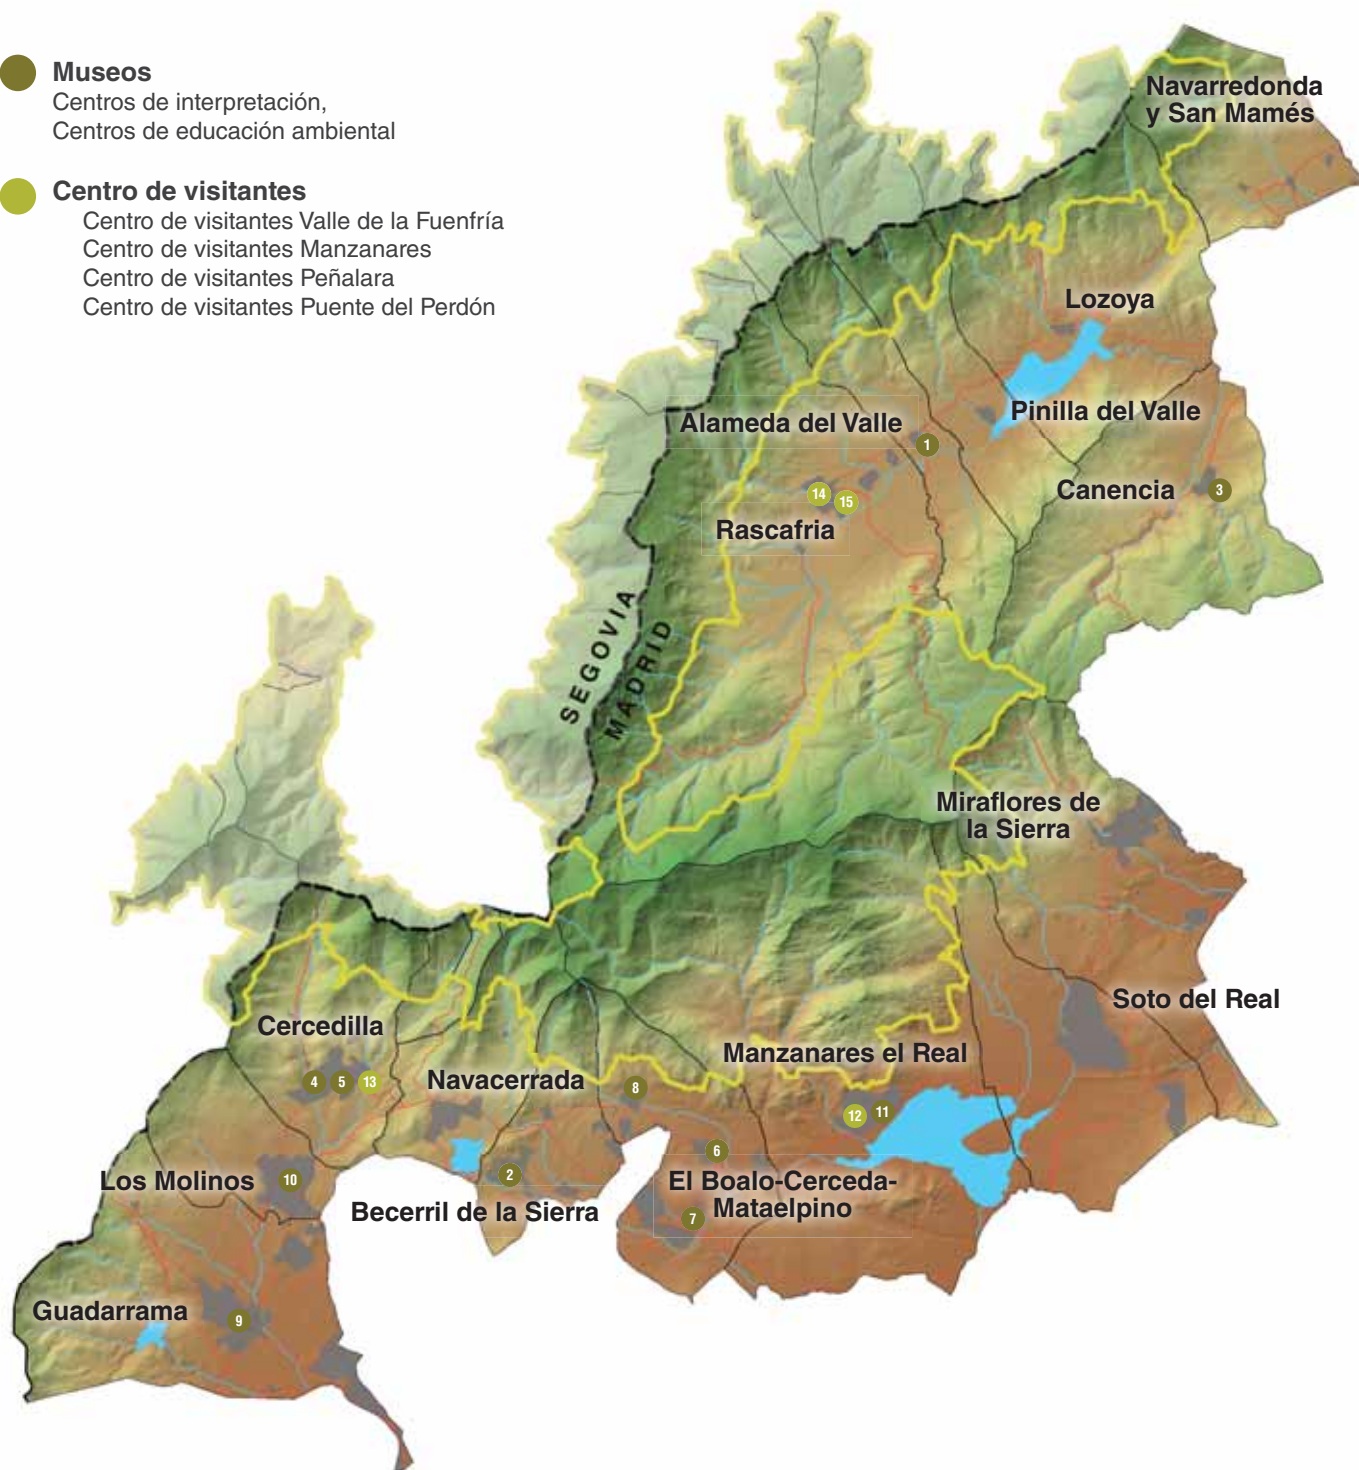 Museos
Centros de interpretación,
Centros de educación ambiental
Centro de visitantes
Centro de visitantes Valle de la Fuenfría
Centro de visitantes Manzanares
Centro de visitantes Peñalara
Centro de visitantes Puente del Perdón
Navarredonda
y San Mamés
Lozoya
Pinilla del Valle
Alameda del Valle
1
Canencia
3
14
15
Rascafria
SEGOVIA
MADRID
Miraflores de
la Sierra
Soto del Real
Cercedilla
4 5 13
Navacerrada
Manzanares el Real
8
12 11
6
Los Molinos
10
2
Becerril de la Sierra
El Boalo-Cerceda-
Mataelpino
7
Guadarrama
9